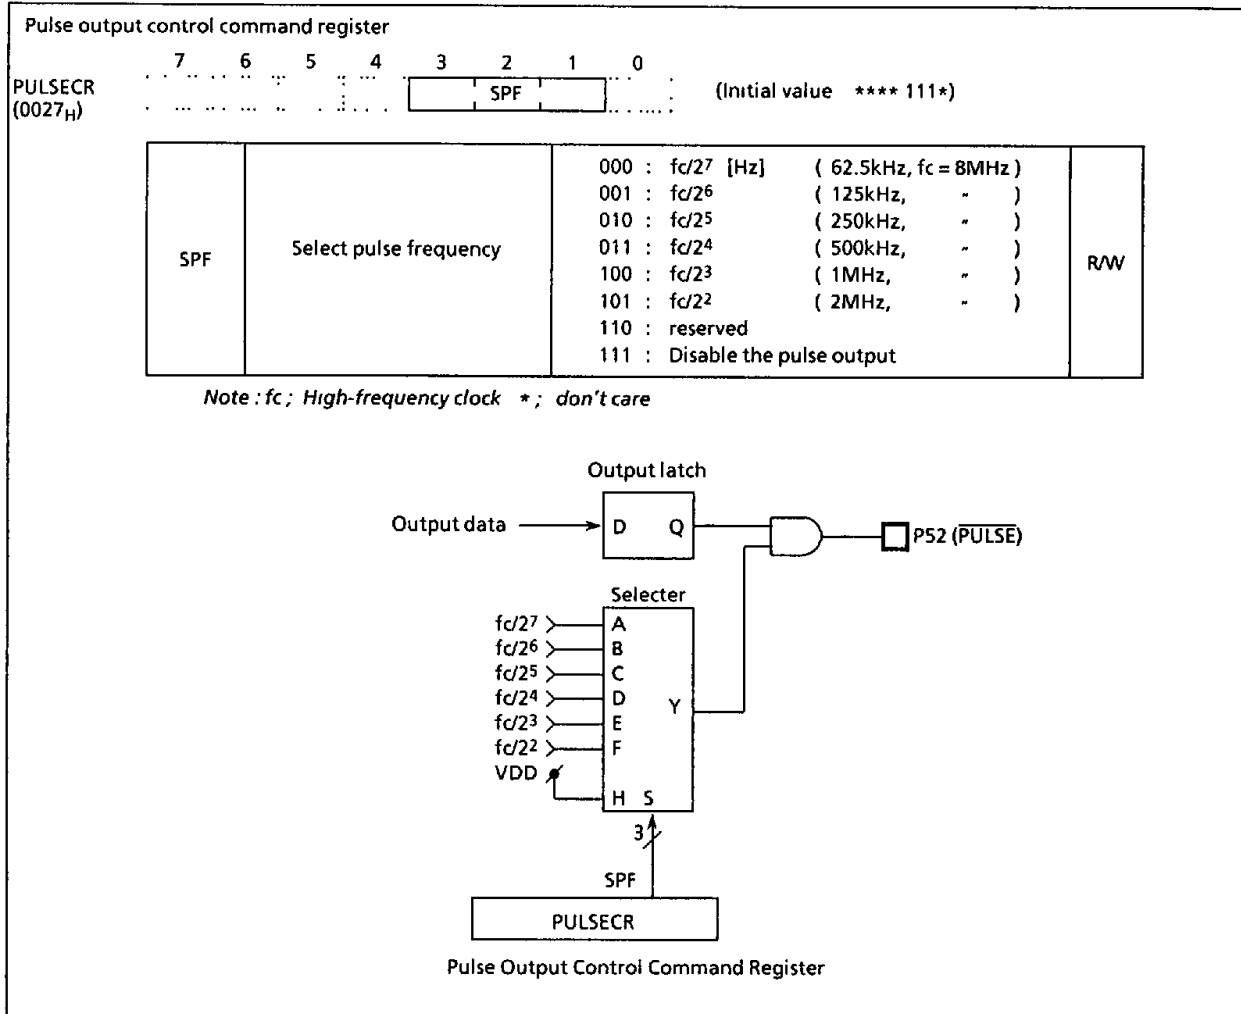 Pulse output control command register
7 6 5 4 3 2 1 0
PULSECR
(0027H)
SPF
(Initial value **** 111*)
SPF
Select pulse frequency
000 : fc/2⁷ [Hz] ( 62.5kHz, fc = 8MHz )
001 : fc/2⁶ ( 125kHz, " )
010 : fc/2⁵ ( 250kHz, " )
011 : fc/2⁴ ( 500kHz, " )
100 : fc/2³ ( 1MHz, " )
101 : fc/2² ( 2MHz, " )
110 : reserved
111 : Disable the pulse output
R/W
Note : fc ; High-frequency clock * ; don't care
Output latch
Output data
D Q
P52 (PULSE)
Selecter
fc/2⁷ A
fc/2⁶ B
fc/2⁵ C
fc/2⁴ D
fc/2³ E
Y
fc/2² F
VDD
H S
3
SPF
PULSECR
Pulse Output Control Command Register